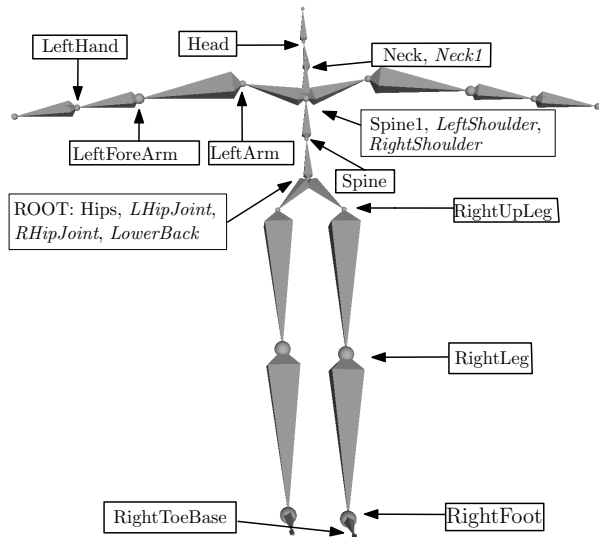 LeftHand
Head
Neck, Neck1
LeftForeArm
LeftArm
Spine1, LeftShoulder,
RightShoulder
Spine
ROOT: Hips, LHipJoint,
RHipJoint, LowerBack
RightUpLeg
RightLeg
RightToeBase
RightFoot